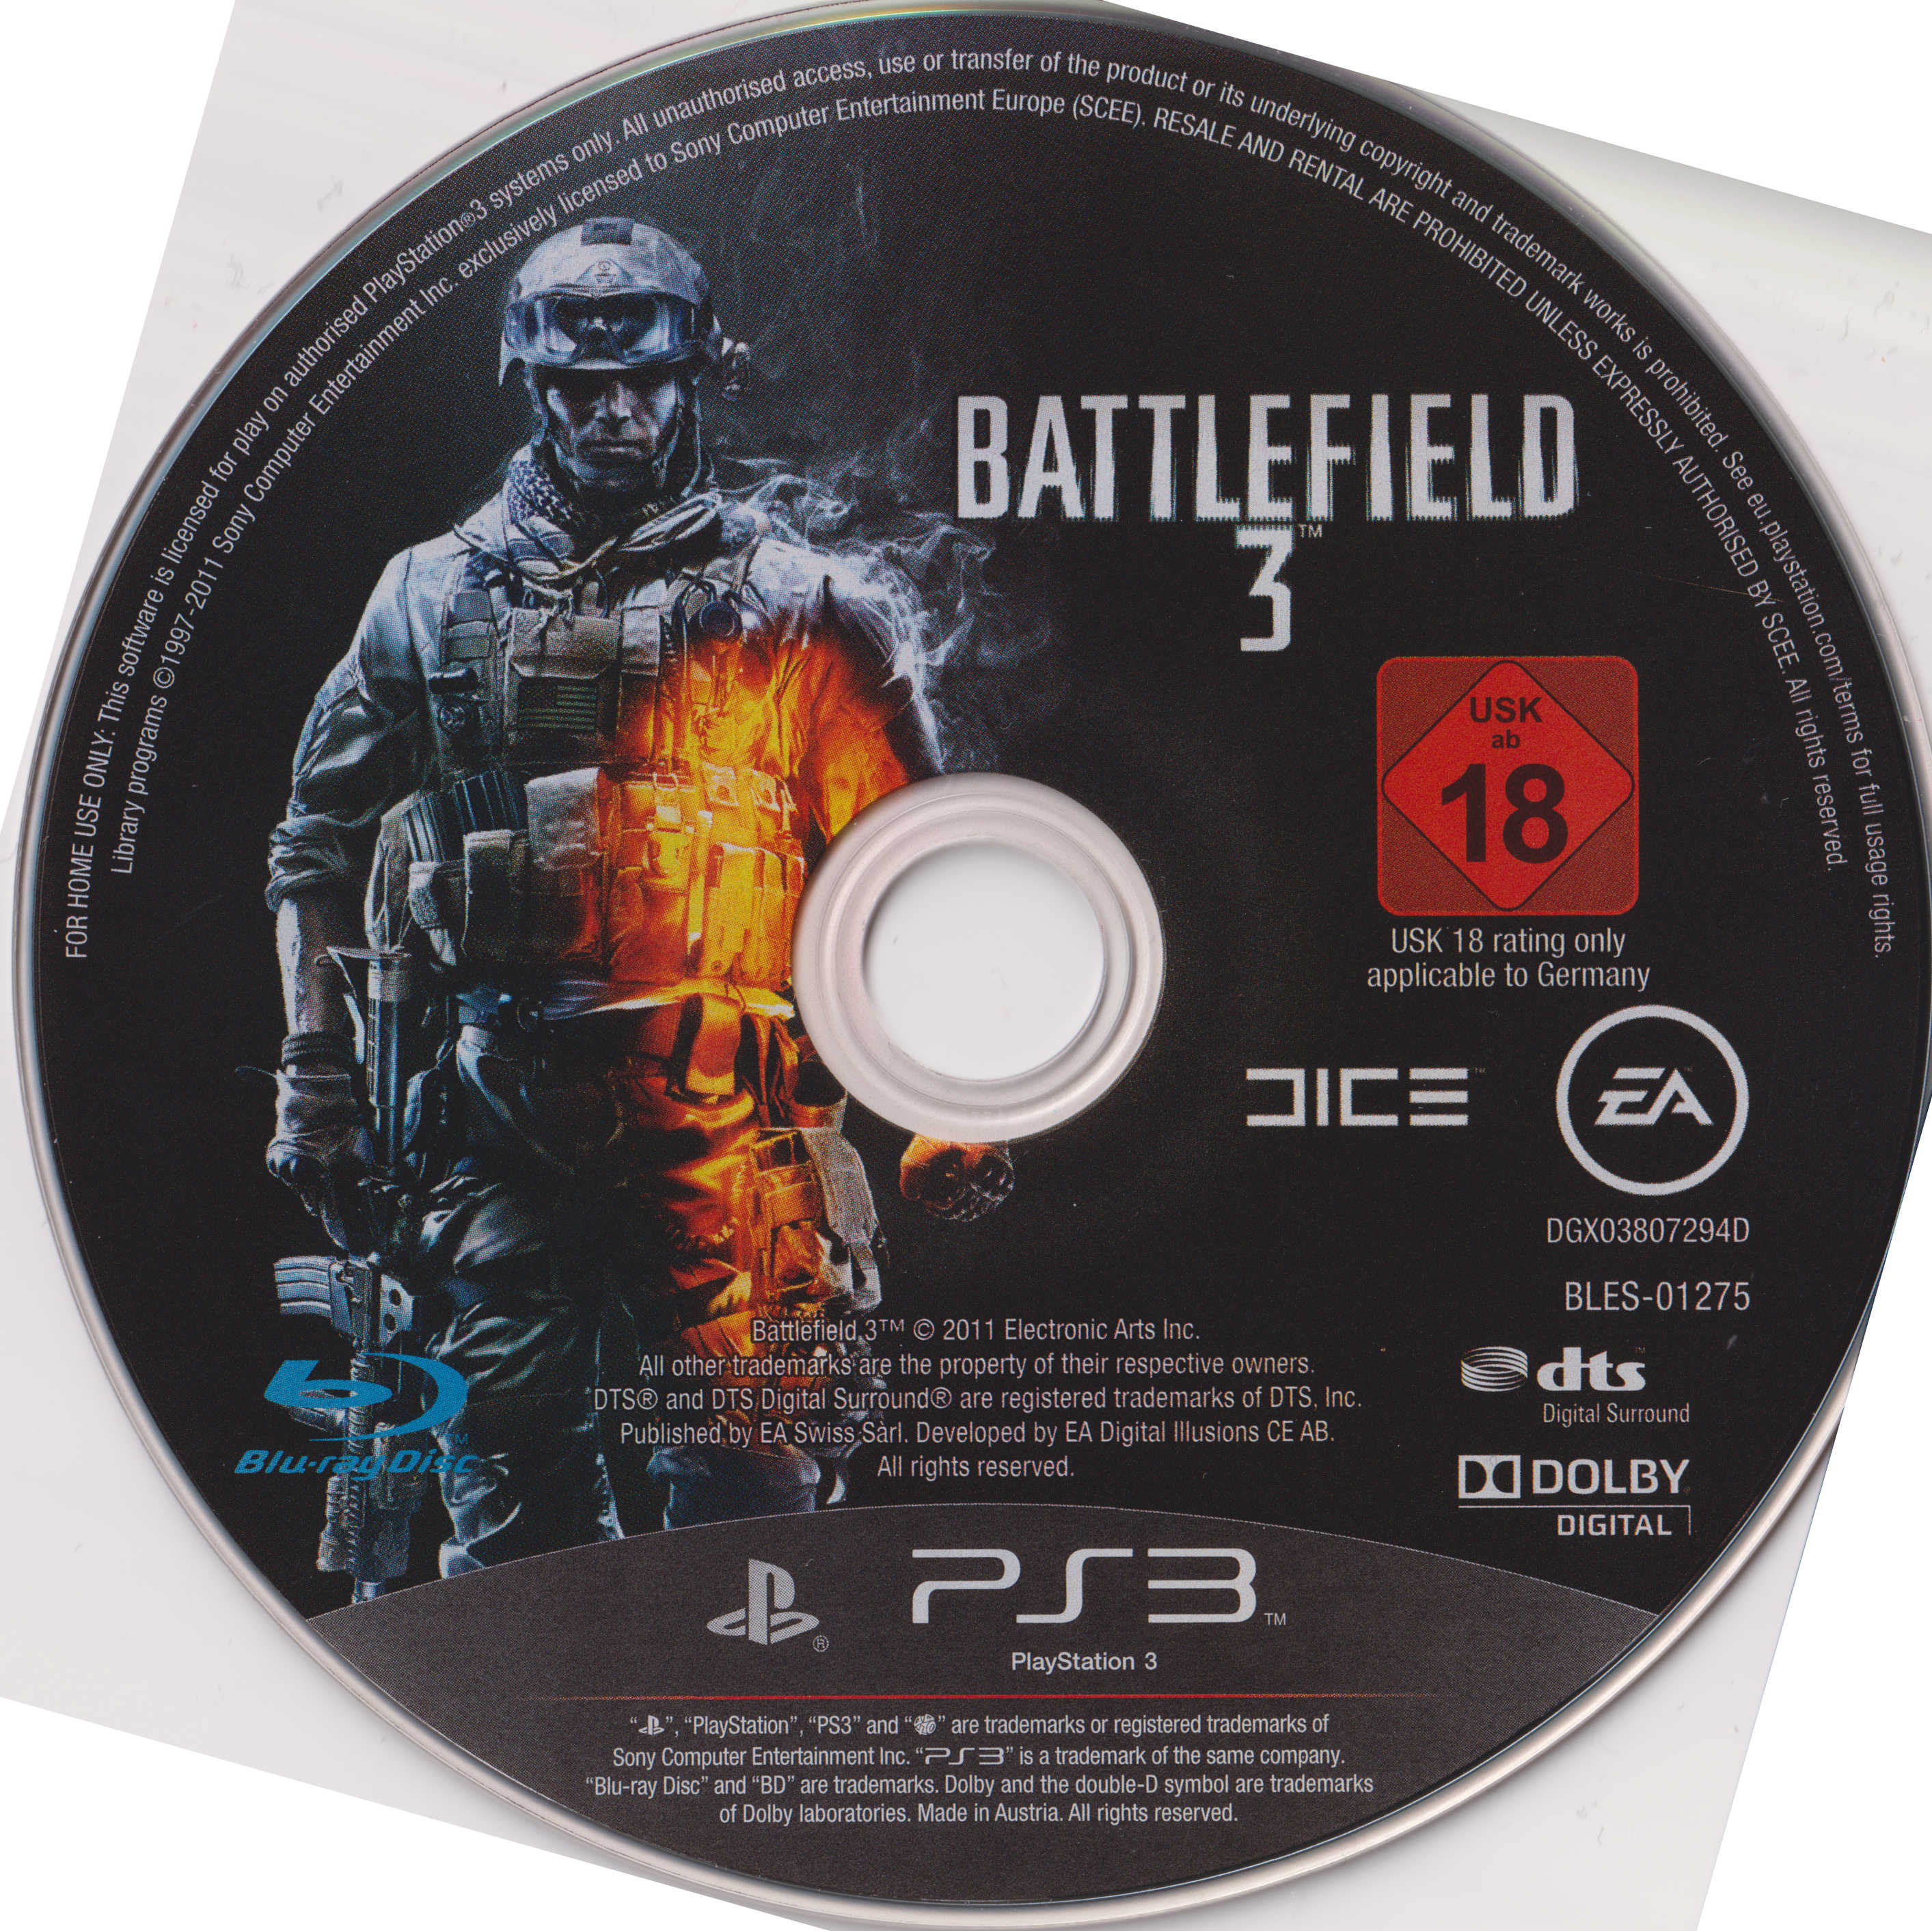 FOR HOME USE ONLY: This software is licensed for play on authorised PlayStation®3 systems only. All unauthorised access, use or transfer of the product or its underlying copyright and trademark works is prohibited. See eu.playstation.com/terms for full usage rights.
Library programs ©1997-2011 Sony Computer Entertainment Inc. exclusively licensed to Sony Computer Entertainment Europe (SCEE). RESALE AND RENTAL ARE PROHIBITED UNLESS EXPRESSLY AUTHORISED BY SCEE. All rights reserved.
BATTLEFIELD
3™
USK
ab
18
USK 18 rating only
applicable to Germany
DICE™
EA™
DGX03807294D
BLES-01275
Battlefield 3™ © 2011 Electronic Arts Inc.
All other trademarks are the property of their respective owners.
DTS® and DTS Digital Surround® are registered trademarks of DTS, Inc.
Published by EA Swiss Sàrl. Developed by EA Digital Illusions CE AB.
All rights reserved.
Blu-ray Disc™
dts™
Digital Surround
DOLBY
DIGITAL
® PS3™
PlayStation 3
“ ”, “PlayStation”, “PS3” and “ ” are trademarks or registered trademarks of
Sony Computer Entertainment Inc. “PS3” is a trademark of the same company.
“Blu-ray Disc” and “BD” are trademarks. Dolby and the double-D symbol are trademarks
of Dolby laboratories. Made in Austria. All rights reserved.